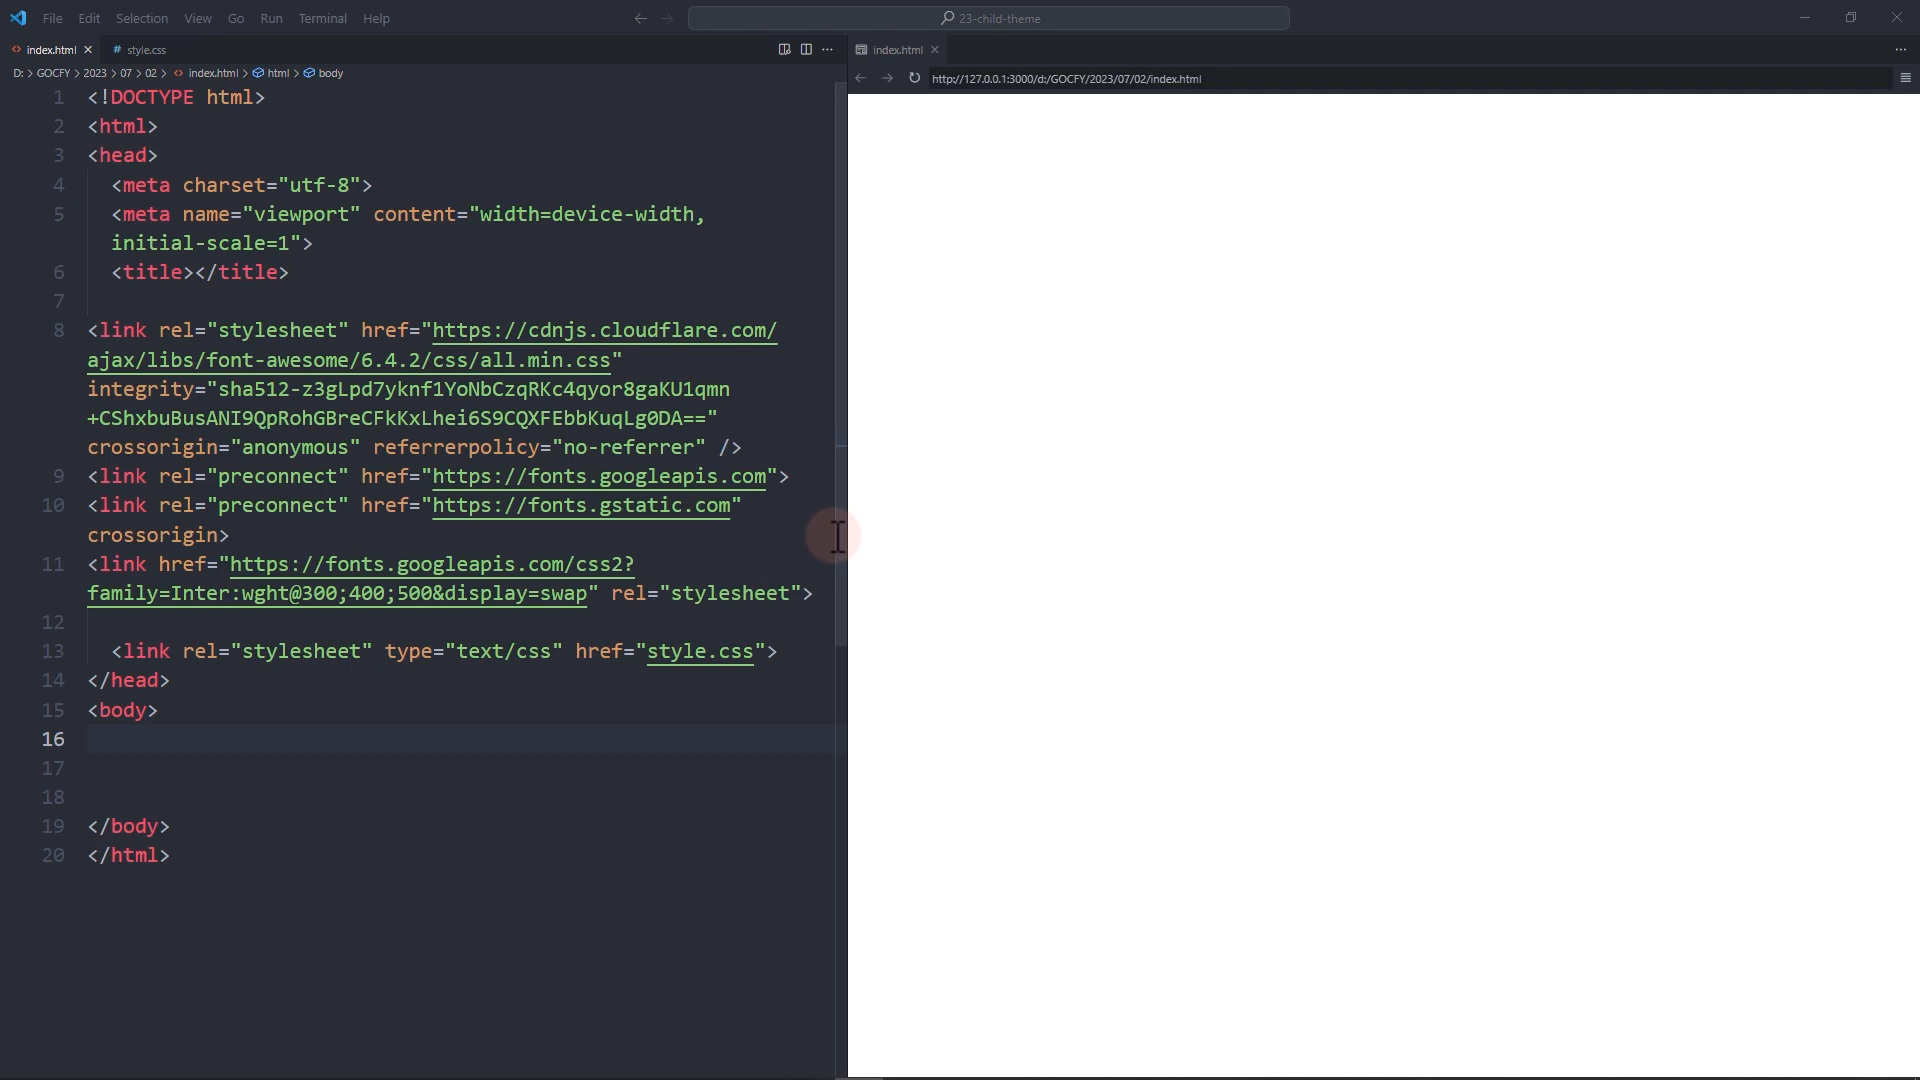 File Edit Selection View Go Run Terminal Help 23-child-theme
index.html style.css index.html
D: > GOCFY > 2023 > 07 > 02 > index.html > html > body
http://127.0.0.1:3000/d:/GOCFY/2023/07/02/index.html
1 <!DOCTYPE html>
2 <html>
3 <head>
4 <meta charset="utf-8">
5 <meta name="viewport" content="width=device-width,
initial-scale=1">
6 <title></title>
7
8 <link rel="stylesheet" href="https://cdnjs.cloudflare.com/
ajax/libs/font-awesome/6.4.2/css/all.min.css"
integrity="sha512-z3gLpd7yknf1YoNbCzqRKc4qyor8gaKU1qmn
+CShxbuBusANI9QpRohGBreCFkKxLhei6S9CQXFEbbKuqLg0DA=="
crossorigin="anonymous" referrerpolicy="no-referrer" />
9 <link rel="preconnect" href="https://fonts.googleapis.com">
10 <link rel="preconnect" href="https://fonts.gstatic.com"
crossorigin>
11 <link href="https://fonts.googleapis.com/css2?
family=Inter:wght@300;400;500&display=swap" rel="stylesheet">
12
13 <link rel="stylesheet" type="text/css" href="style.css">
14 </head>
15 <body>
16
17
18
19 </body>
20 </html>